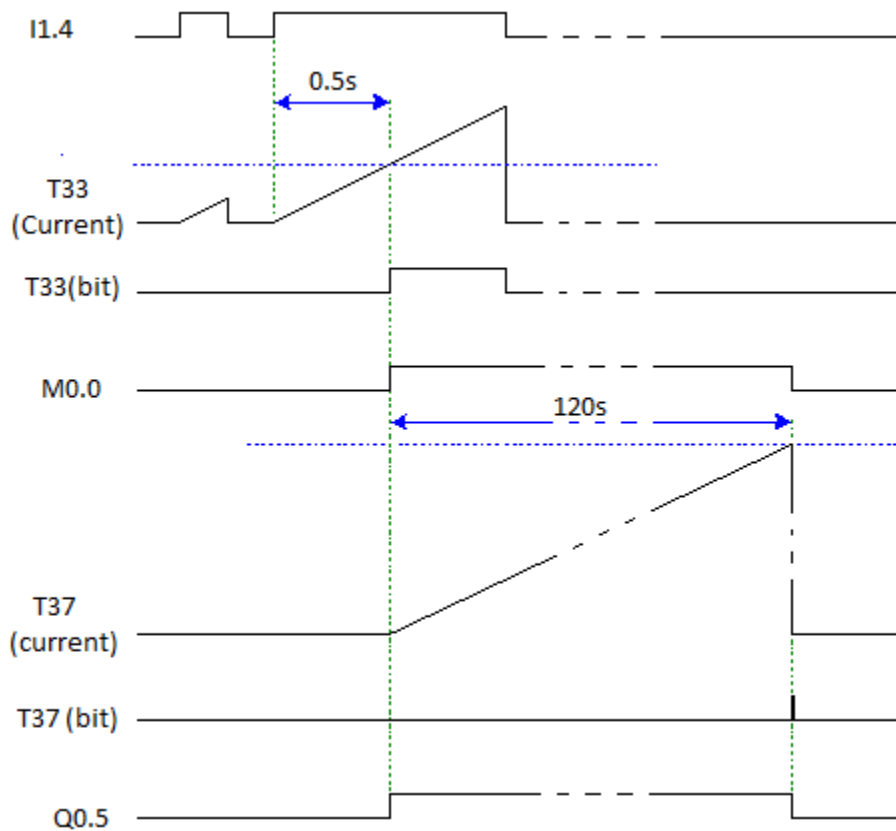 I1.4
0.5s
T33
(Current)
T33(bit)
M0.0
120s
T37
(current)
T37 (bit)
Q0.5